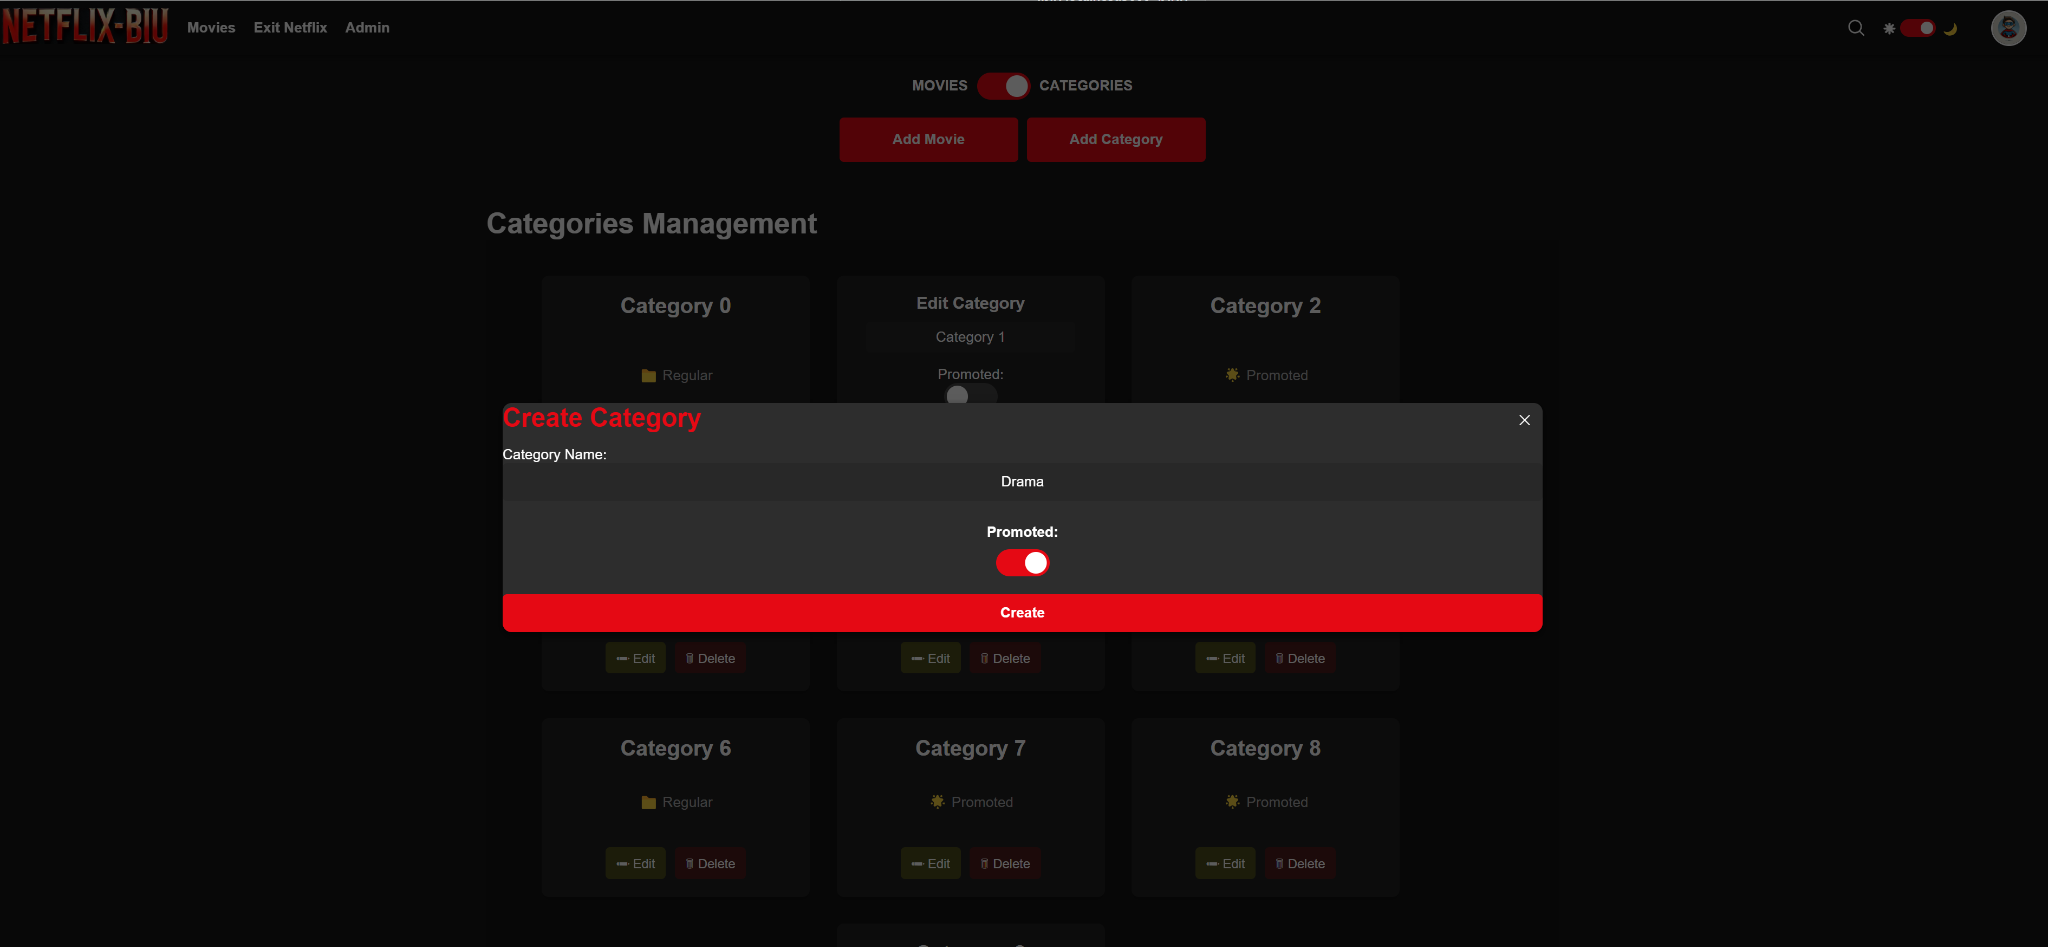 NETFLIX-BIU Movies Exit Netflix Admin
MOVIES CATEGORIES
Add Movie Add Category
Categories Management
Category 0
Regular
Edit Category
Category 1
Promoted:
Category 2
Promoted
Create Category
Category Name:
Drama
Promoted:
Create
Edit Delete
Edit Delete
Edit Delete
Category 6
Regular
Edit Delete
Category 7
Promoted
Edit Delete
Category 8
Promoted
Edit Delete